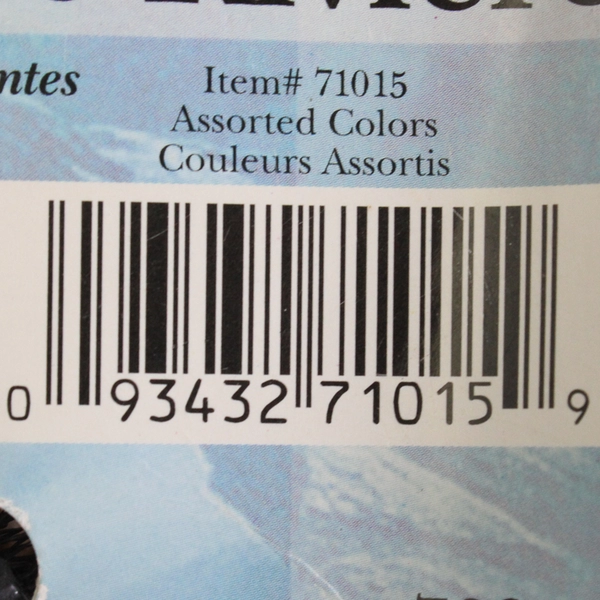 ntes
Item# 71015
Assorted Colors
Couleurs Assortis
0 93432 71015 9